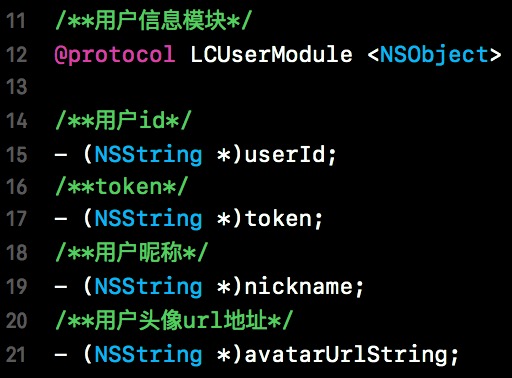 11 /**用户信息模块*/
12 @protocol LCUserModule <NSObject>
13
14 /**用户id*/
15 - (NSString *)userId;
16 /**token*/
17 - (NSString *)token;
18 /**用户昵称*/
19 - (NSString *)nickname;
20 /**用户头像url地址*/
21 - (NSString *)avatarUrlString;